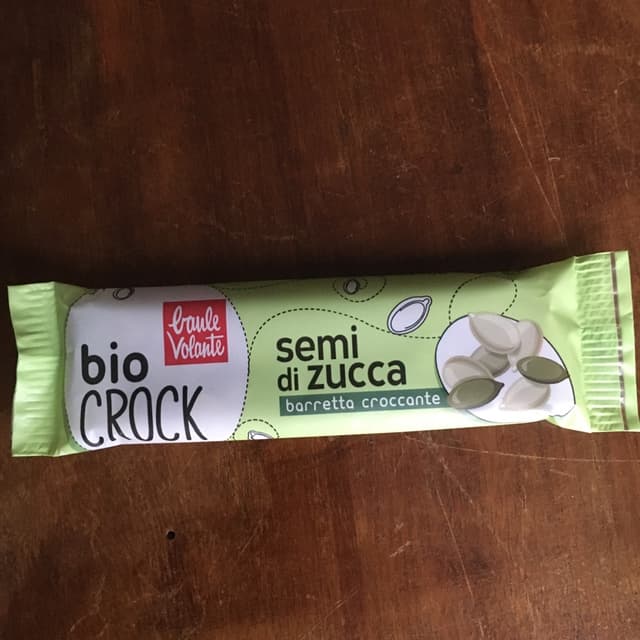 bio
CROCK
baule
Volante
semi
di ZUCCA
barretta croccante